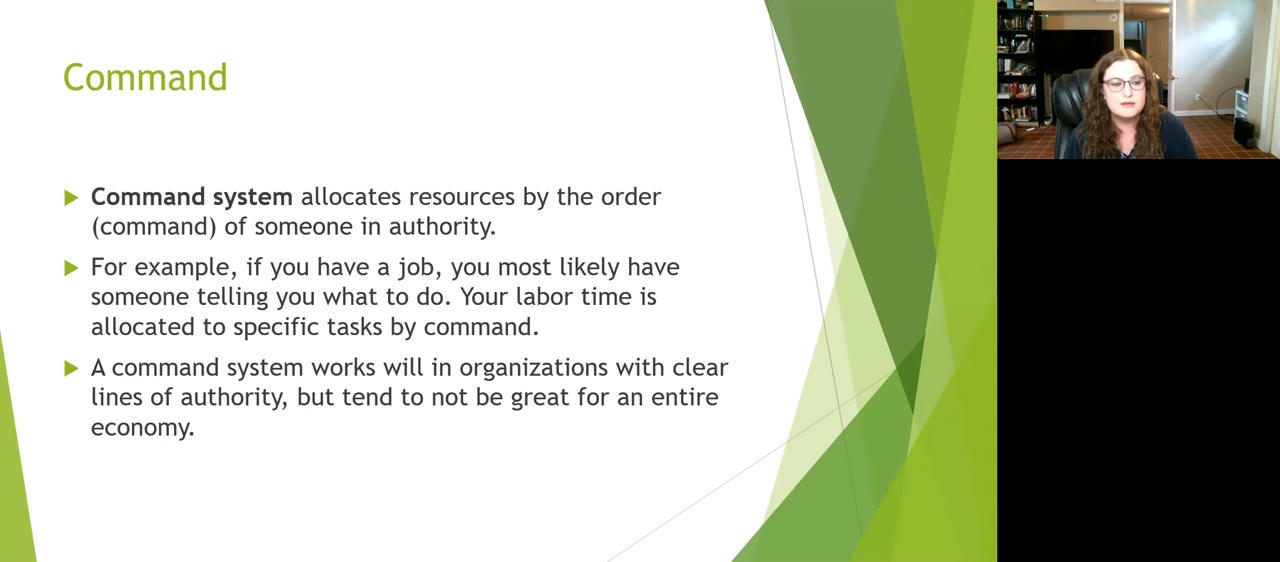 Command
Command system allocates resources by the order
(command) of someone in authority.
For example, if you have a job, you most likely have
someone telling you what to do. Your labor time is
allocated to specific tasks by command.
A command system works will in organizations with clear
lines of authority, but tend to not be great for an entire
economy.